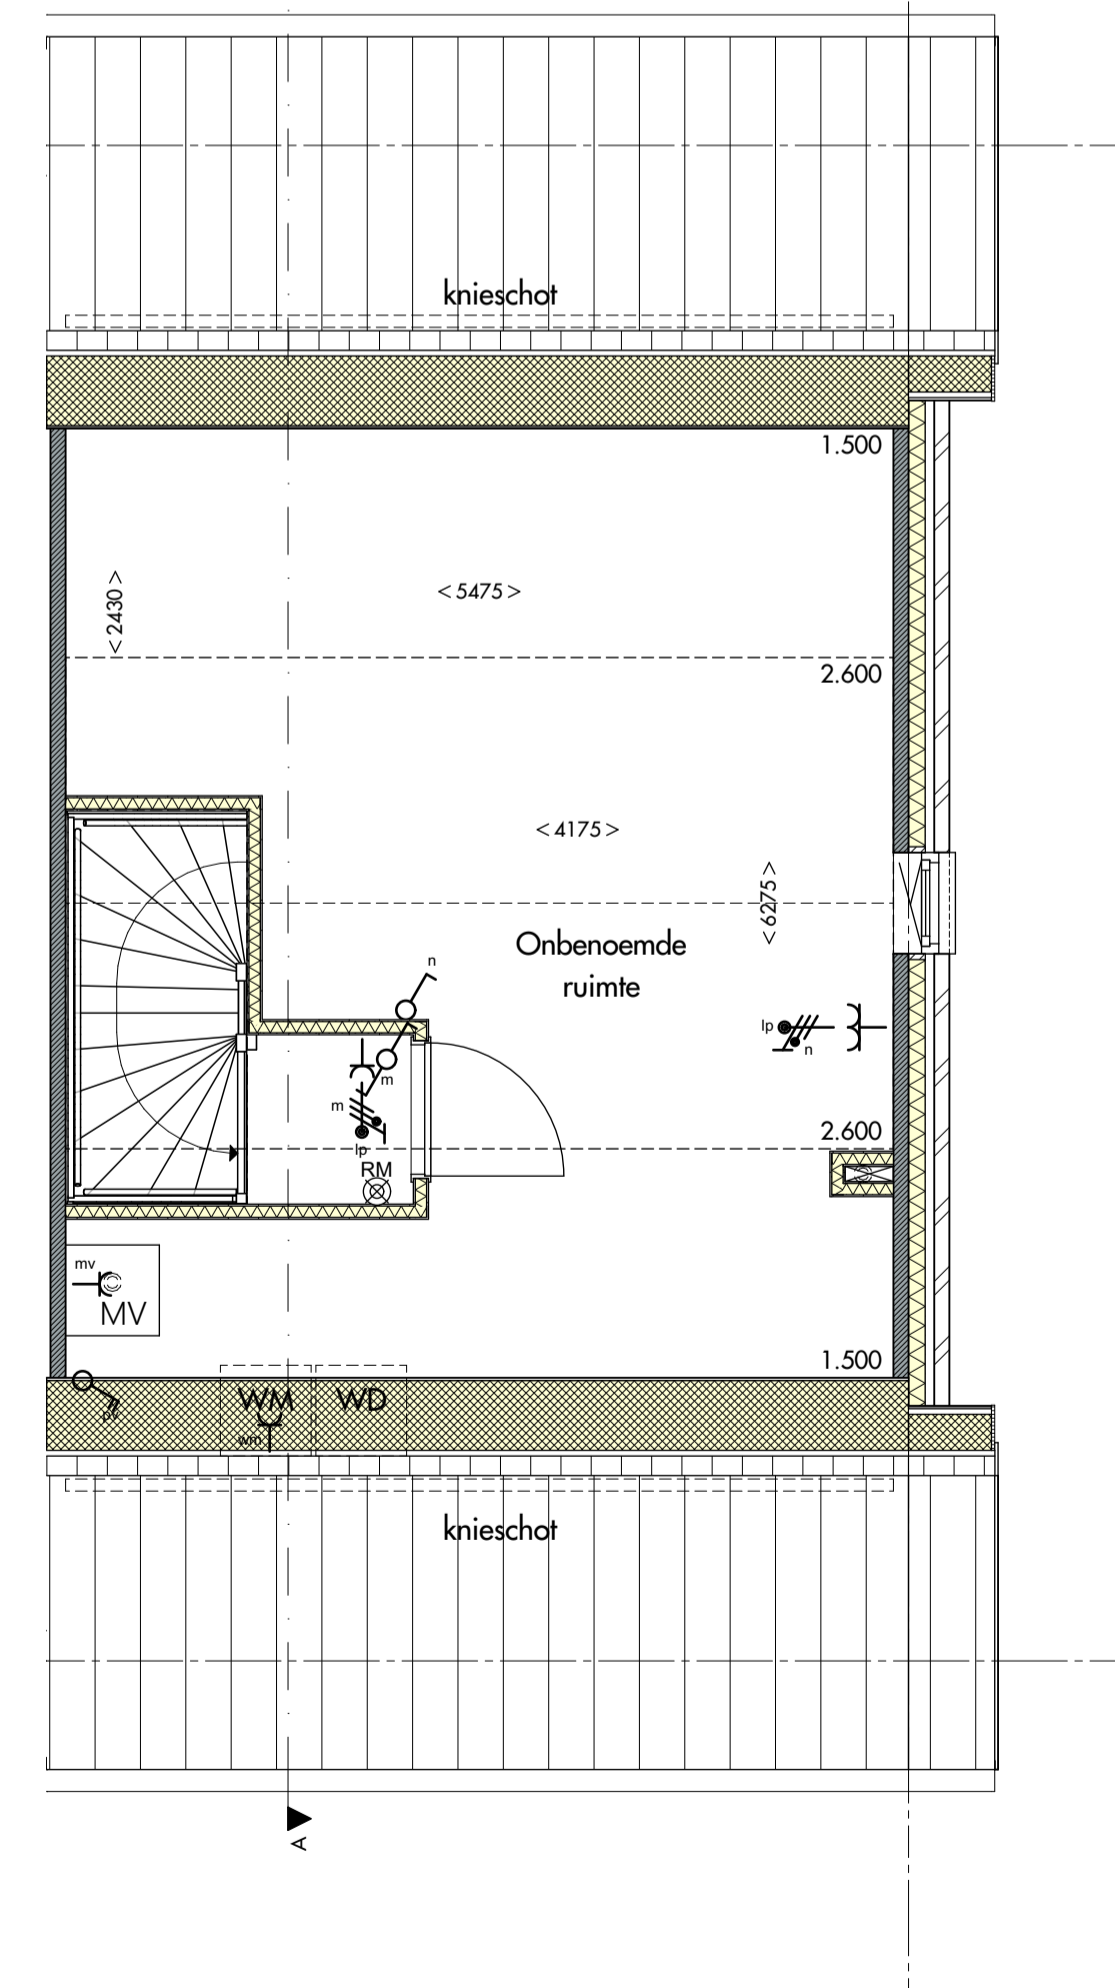 knieschot
1.500
<2430>
<5475>
2.600
<4175>
<6275>
Onbenoemde
ruimte
n
lp
n
m
m
lp
2.600
RM
mv
MV
1.500
WM
WD
pv
wm
knieschot
A